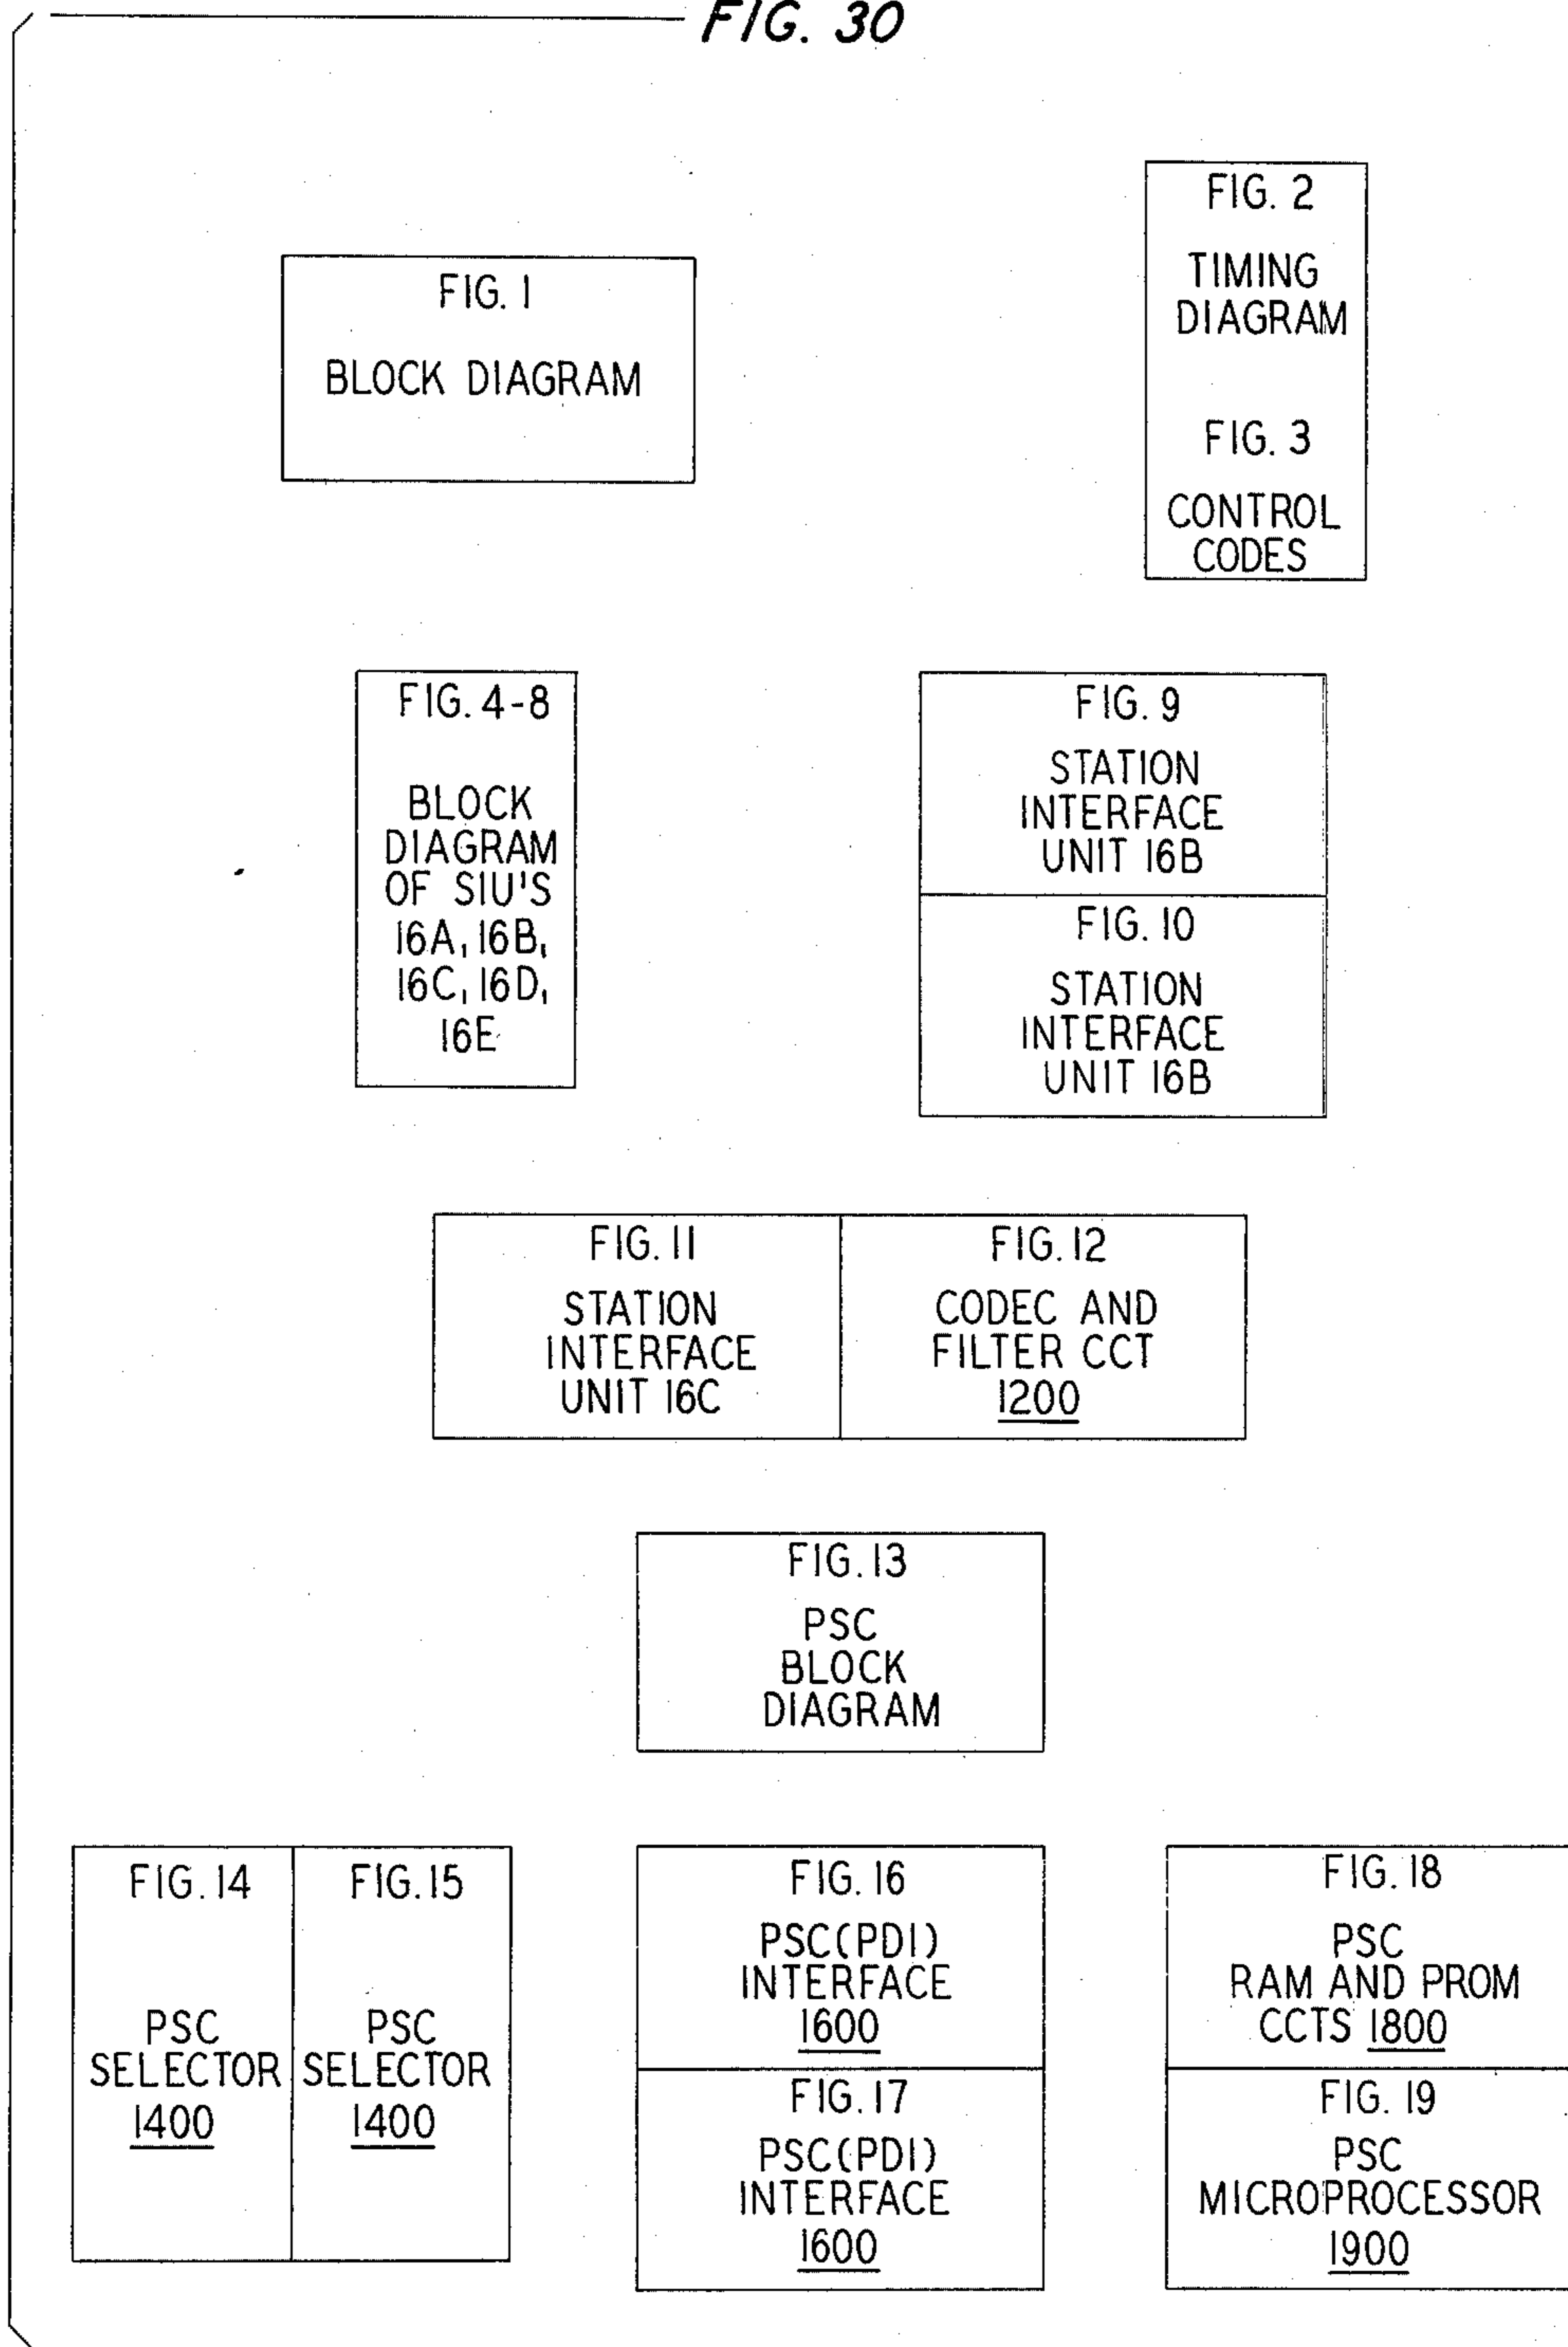 FIG. 30
FIG. 1
BLOCK DIAGRAM
FIG. 2
TIMING
DIAGRAM
FIG. 3
CONTROL
CODES
FIG. 4-8
BLOCK
DIAGRAM
OF SIU'S
16A, 16B,
16C, 16D,
16E
FIG. 9
STATION
INTERFACE
UNIT 16B
FIG. 10
STATION
INTERFACE
UNIT 16B
FIG. 11
STATION
INTERFACE
UNIT 16C
FIG. 12
CODEC AND
FILTER CCT
1200
FIG. 13
PSC
BLOCK
DIAGRAM
FIG. 14
PSC
SELECTOR
1400
FIG. 15
PSC
SELECTOR
1400
FIG. 16
PSC(PDI)
INTERFACE
1600
FIG. 17
PSC(PDI)
INTERFACE
1600
FIG. 18
PSC
RAM AND PROM
CCTS 1800
FIG. 19
PSC
MICROPROCESSOR
1900